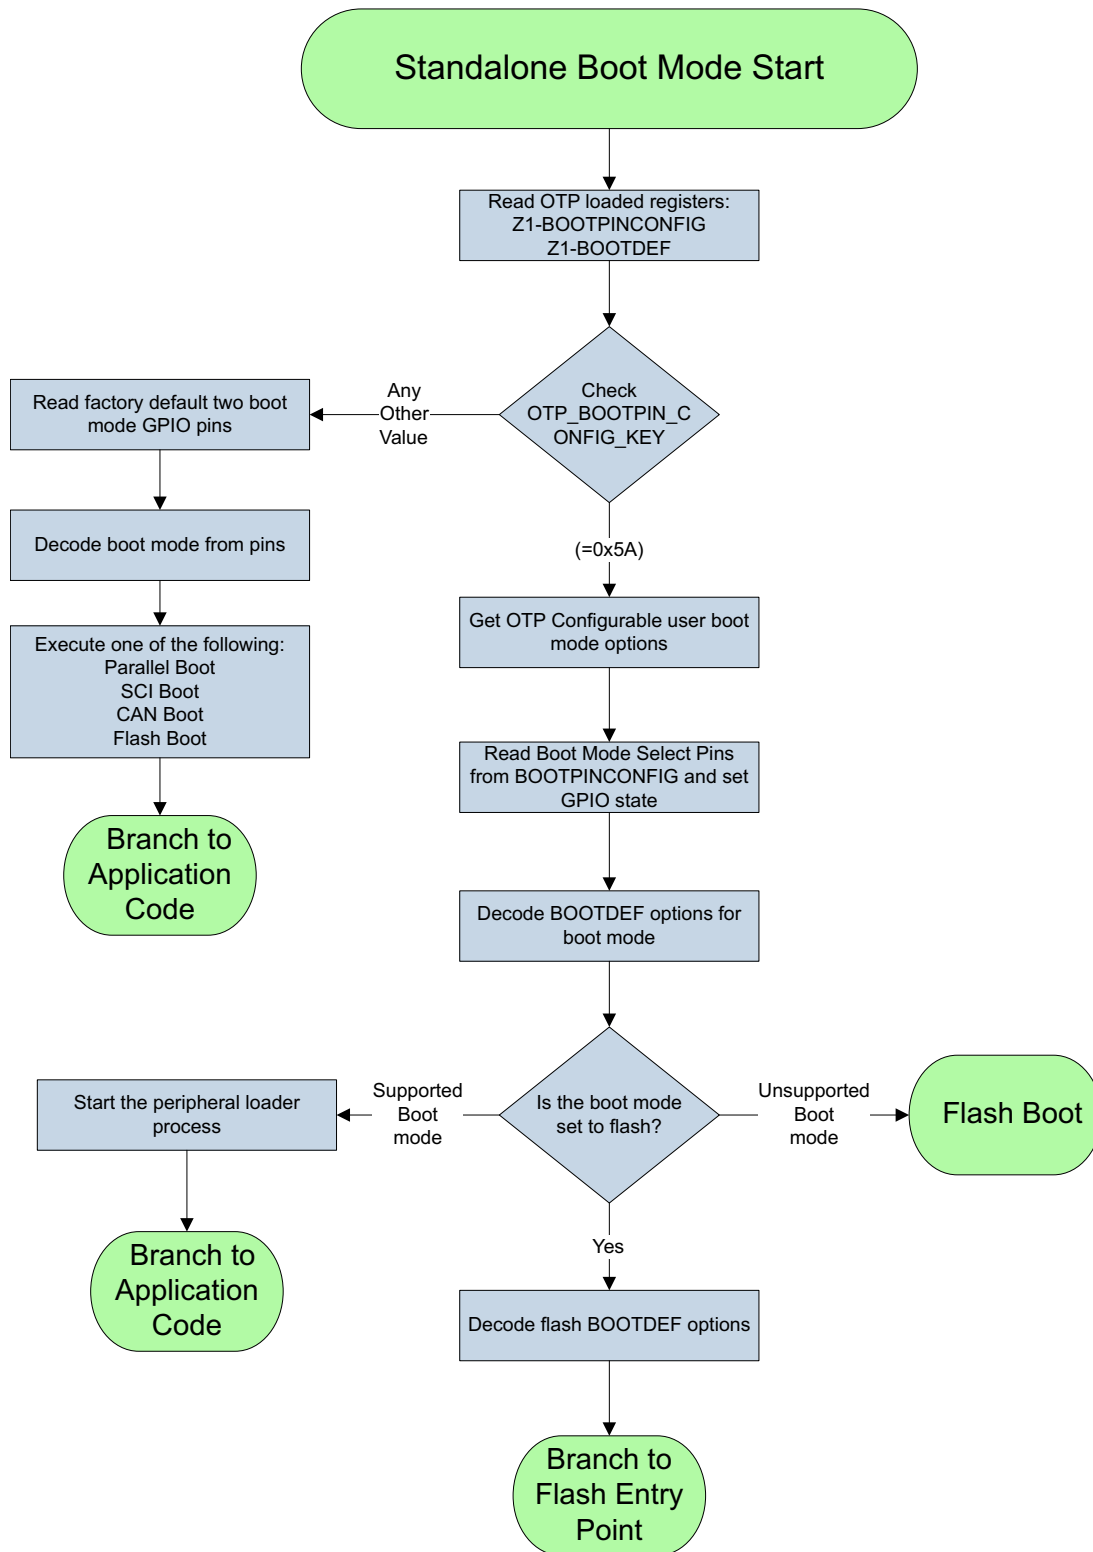 Standalone Boot Mode Start
Read OTP loaded registers:
Z1-BOOTPINCONFIG
Z1-BOOTDEF
Check
OTP_BOOTPIN_C
ONFIG_KEY
Any
Other
Value
Read factory default two boot
mode GPIO pins
Decode boot mode from pins
Execute one of the following:
Parallel Boot
SCI Boot
CAN Boot
Flash Boot
Branch to
Application
Code
(=0x5A)
Get OTP Configurable user boot
mode options
Read Boot Mode Select Pins
from BOOTPINCONFIG and set
GPIO state
Decode BOOTDEF options for
boot mode
Is the boot mode
set to flash?
Supported
Boot
mode
Start the peripheral loader
process
Branch to
Application
Code
Unsupported
Boot
mode
Flash Boot
Yes
Decode flash BOOTDEF options
Branch to
Flash Entry
Point